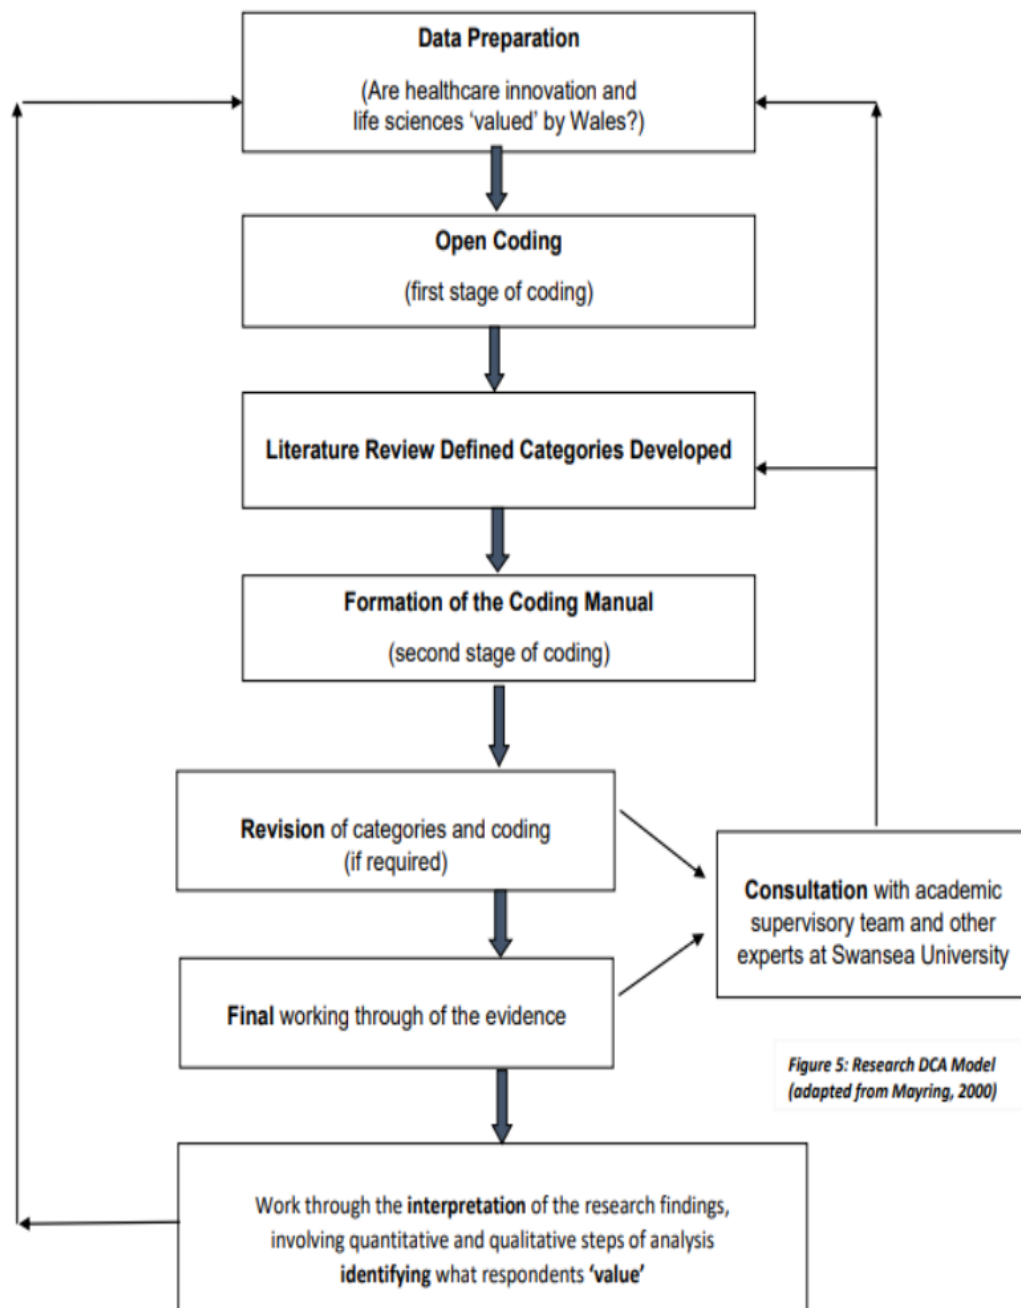 Data Preparation
(Are healthcare innovation and
life sciences ‘valued’ by Wales?)
Open Coding
(first stage of coding)
Literature Review Defined Categories Developed
Formation of the Coding Manual
(second stage of coding)
Revision of categories and coding
(if required)
Consultation with academic
supervisory team and other
experts at Swansea University
Final working through of the evidence
Figure 5: Research DCA Model
(adapted from Mayring, 2000)
Work through the interpretation of the research findings,
involving quantitative and qualitative steps of analysis
identifying what respondents ‘value’